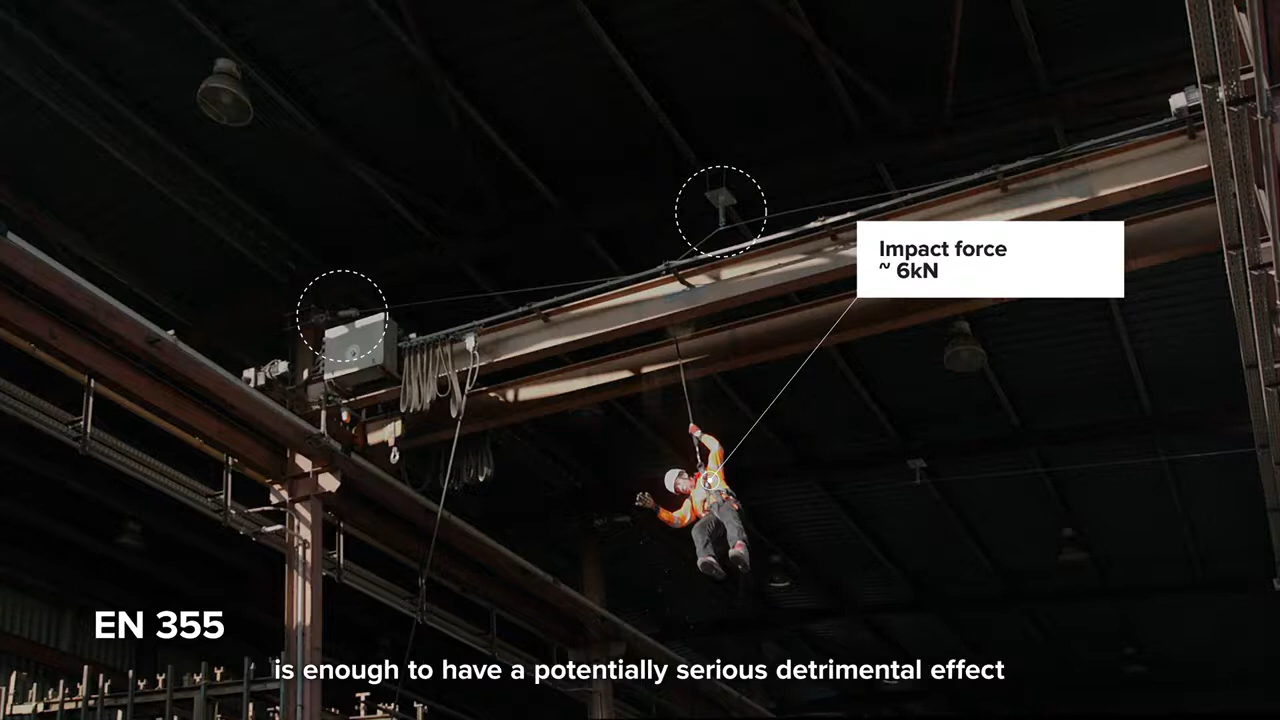 Impact force
~ 6kN
EN 355
is enough to have a potentially serious detrimental effect